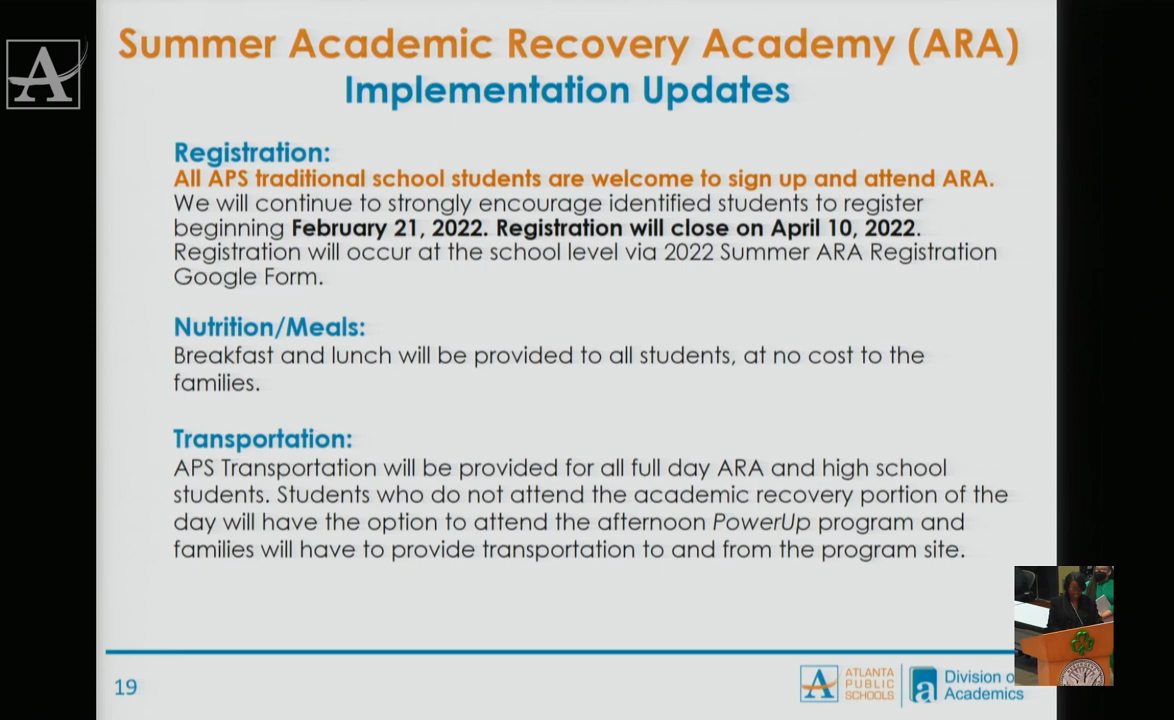 Summer Academic Recovery Academy (ARA)
Implementation Updates
Registration:
All APS traditional school students are welcome to sign up and attend ARA.
We will continue to strongly encourage identified students to register
beginning February 21, 2022. Registration will close on April 10, 2022.
Registration will occur at the school level via 2022 Summer ARA Registration
Google Form.
Nutrition/Meals:
Breakfast and lunch will be provided to all students, at no cost to the
families.
Transportation:
APS Transportation will be provided for all full day ARA and high school
students. Students who do not attend the academic recovery portion of the
day will have the option to attend the afternoon PowerUp program and
families will have to provide transportation to and from the program site.
19
ATLANTA
PUBLIC
SCHOOLS
Division o
Academics